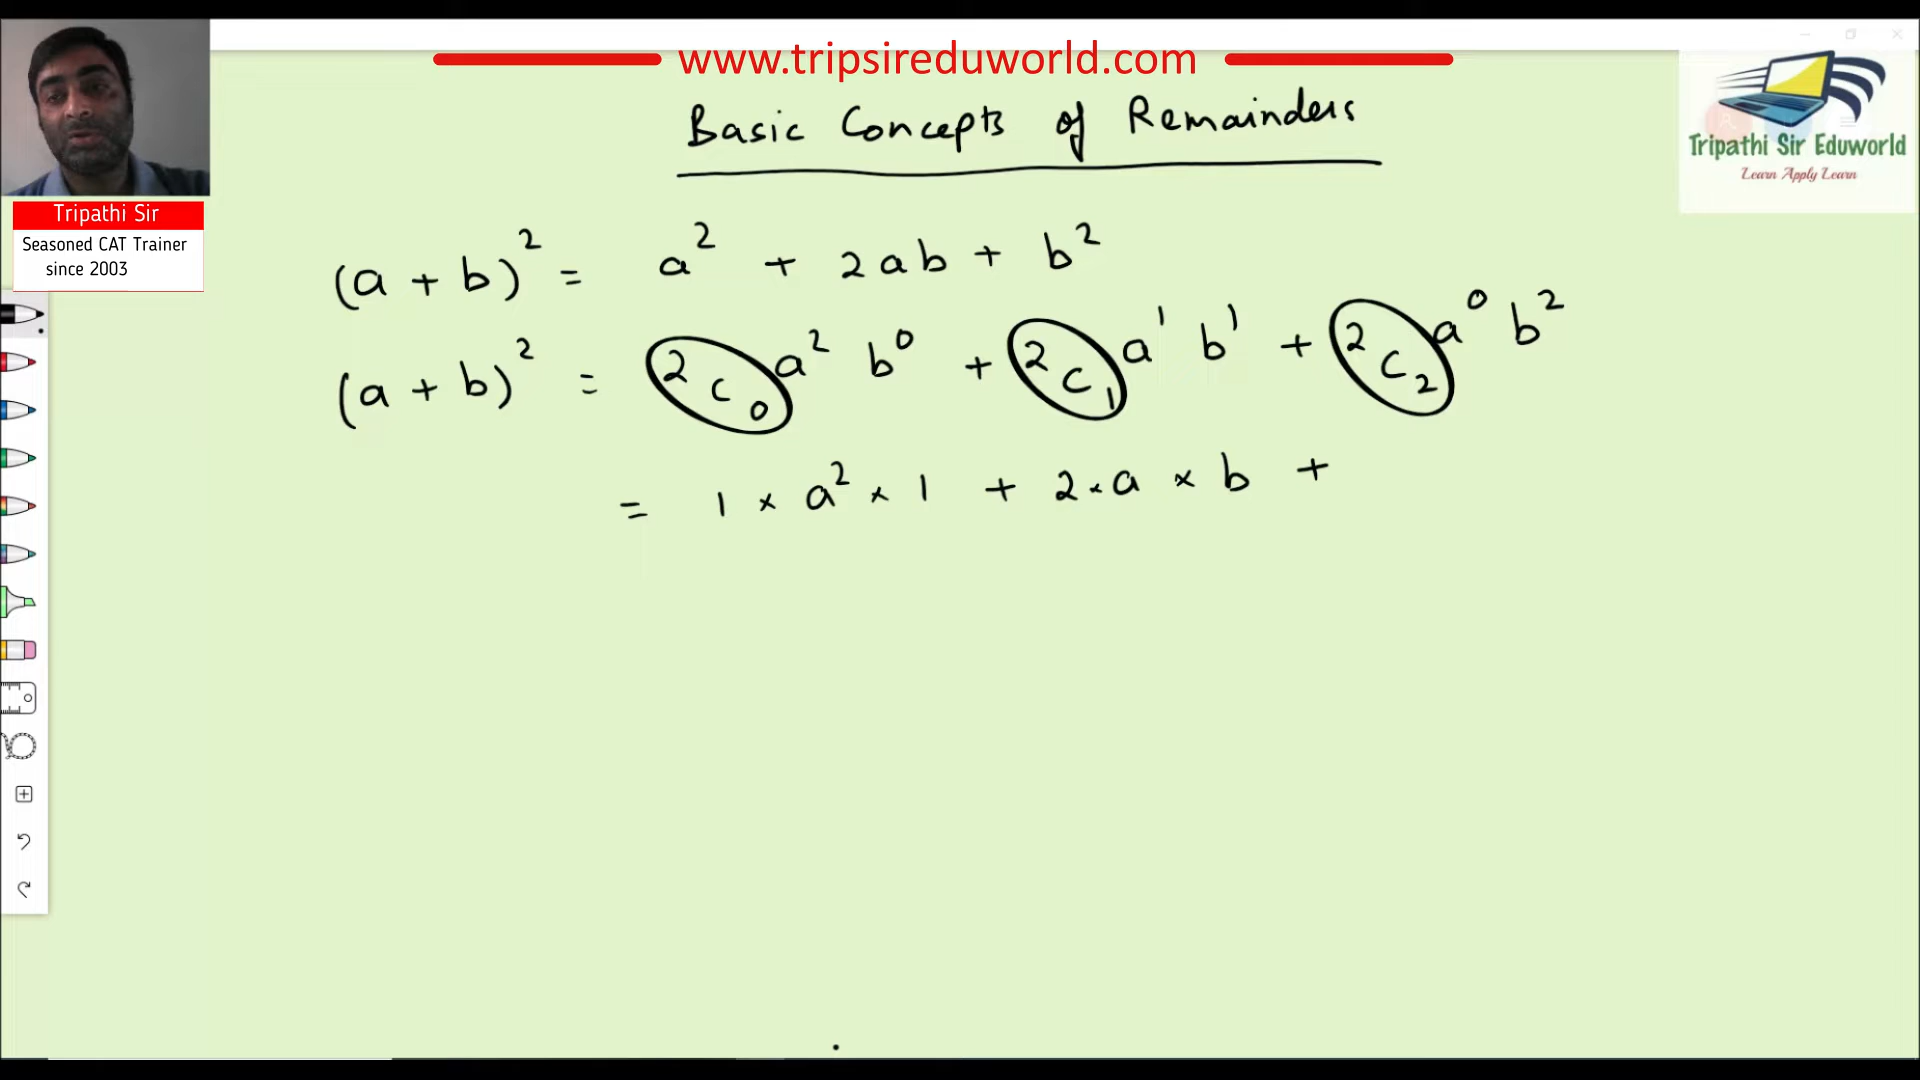 www.tripsireduworld.com
Basic Concepts of Remainders
Tripathi Sir Eduworld
Learn Apply Learn
Tripathi Sir
Seasoned CAT Trainer
since 2003
(a + b)² = a² + 2ab + b²
(a + b)² = ²C₀ a² b⁰ + ²C₁ a¹ b¹ + ²C₂ a⁰ b²
= 1 × a² × 1 + 2 × a × b +